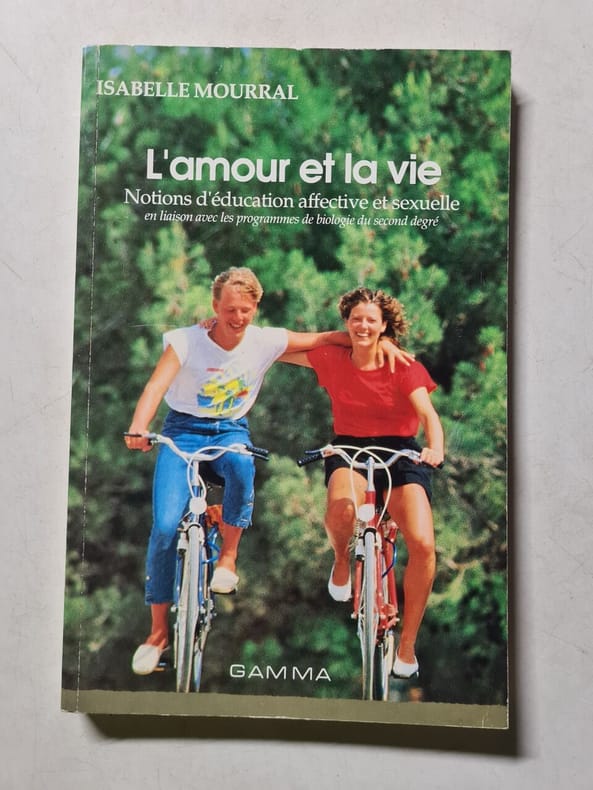 ISABELLE MOURRAL
L'amour et la vie
Notions d'éducation affective et sexuelle
en liaison avec les programmes de biologie du second degré
GAMMA